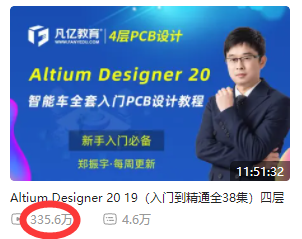 凡亿教育
WWW.FANYEDU.COM
4层PCB设计
Altium Designer 20
智能车全套入门PCB设计教程
新手入门必备
郑振宇·每周更新
11:51:32
Altium Designer 20 19（入门到精通全38集）四层
335.6万
4.6万